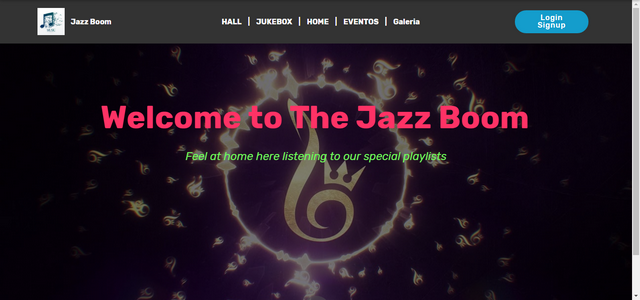 Jazz Boom
HALL | JUKEBOX | HOME | EVENTOS | Galeria
Login
Signup
Welcome to The Jazz Boom
Feel at home here listening to our special playlists